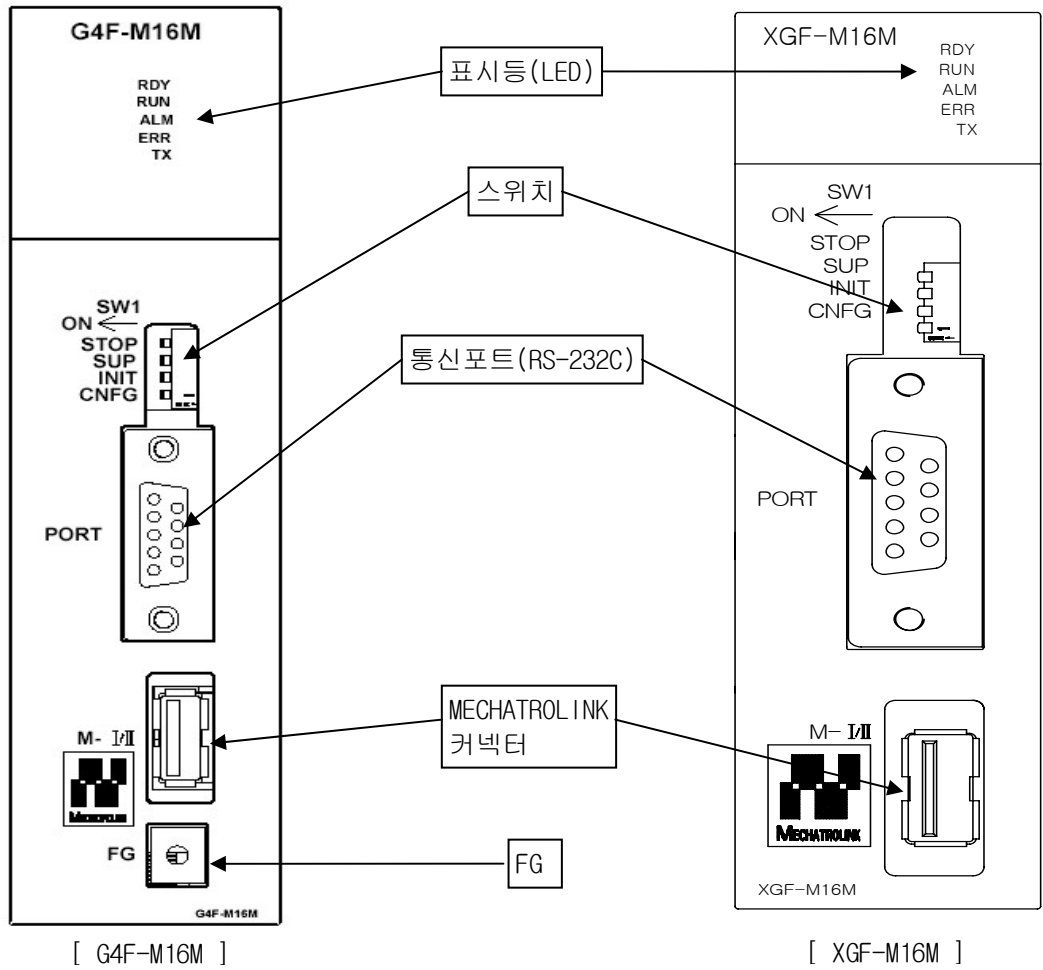 G4F-M16M
RDY
RUN
ALM
ERR
TX
SW1
ON
STOP
SUP
INIT
CNFG
PORT
M- I/II
MECHATROLINK
FG
G4F-M16M
[ G4F-M16M ]
표시등(LED)
스위치
통신포트(RS-232C)
MECHATROLINK
커넥터
FG
XGF-M16M
RDY
RUN
ALM
ERR
TX
SW1
ON
STOP
SUP
INIT
CNFG
PORT
M- I/II
MECHATROLINK
XGF-M16M
[ XGF-M16M ]